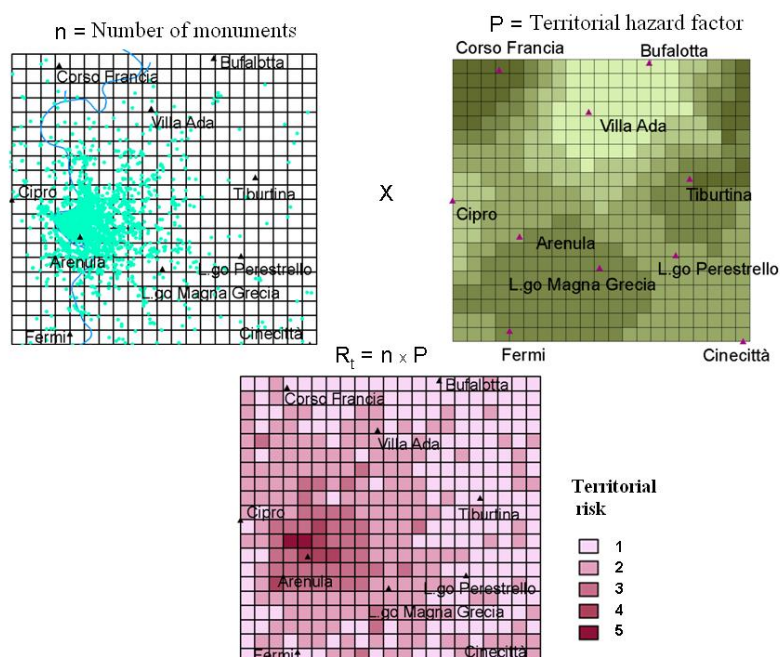 n = Number of monuments
Corso Francia
Bufalotta
Villa Ada
Cipro
Tiburtina
Arenula
L.go Perestrello
L.go Magna Grecia
Fermi
Cinecittà
X
P = Territorial hazard factor
Corso Francia
Bufalotta
Villa Ada
Tiburtina
Cipro
Arenula
L.go Perestrello
L.go Magna Grecia
Fermi
Cinecittà
Rt = n x P
Bufalotta
Corso Francia
Villa Ada
Cipro
Tiburtina
Arenula
L.go Perestrello
L.go Magna Grecia
Fermi
Cinecittà
Territorial
risk
1
2
3
4
5